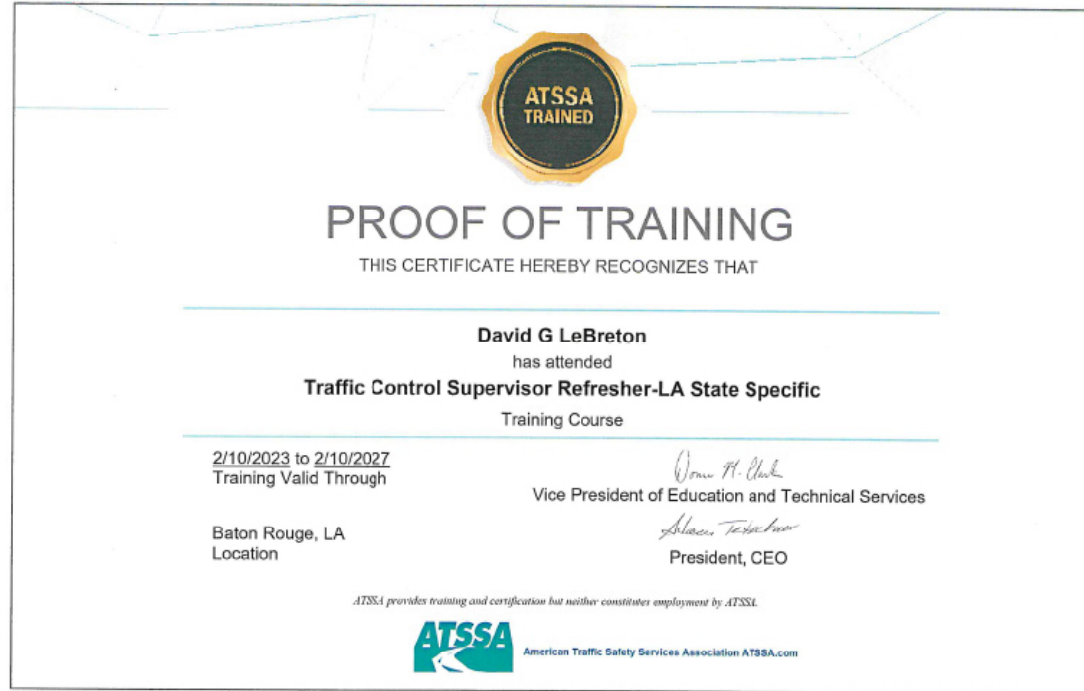 ATSSA
TRAINED
PROOF OF TRAINING
THIS CERTIFICATE HEREBY RECOGNIZES THAT
David G LeBreton
has attended
Traffic Control Supervisor Refresher-LA State Specific
Training Course
2/10/2023 to 2/10/2027
Training Valid Through
Vice President of Education and Technical Services
Baton Rouge, LA
Location
President, CEO
ATSSA provides training and certification but neither constitutes employment by ATSSA.
ATSSA
American Traffic Safety Services Association ATSSA.com